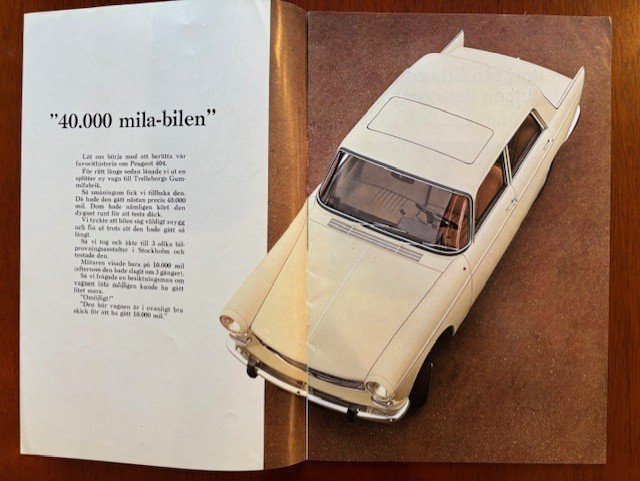 "40.000 mila-bilen"
Låt oss börja med att berätta vår
favorithistoria om Peugeot 404.
För rätt länge sedan lånade vi ut en
splitter ny vagn till Trelleborgs Gum-
mifabrik.
Så småningom fick vi tillbaks den.
Då hade den gått nästan precis 40.000
mil. Dom hade nämligen kört den
dygnet runt för att testa däck.
Vi tyckte att bilen såg väldigt snygg
och fin ut trots att den hade gått så
långt.
Så vi tog och åkte till 3 olika bil-
provningsanstalter i Stockholm och
testade den.
Mätaren visade bara på 10.000 mil
(eftersom den hade slagit om 3 gånger).
Så vi frågade en besiktningsman om
vagnen inte möjligen kunde ha gått
litet mera.
"Omöjligt!"
"Den här vagnen är i ovanligt bra
skick för att ha gått 10.000 mil."